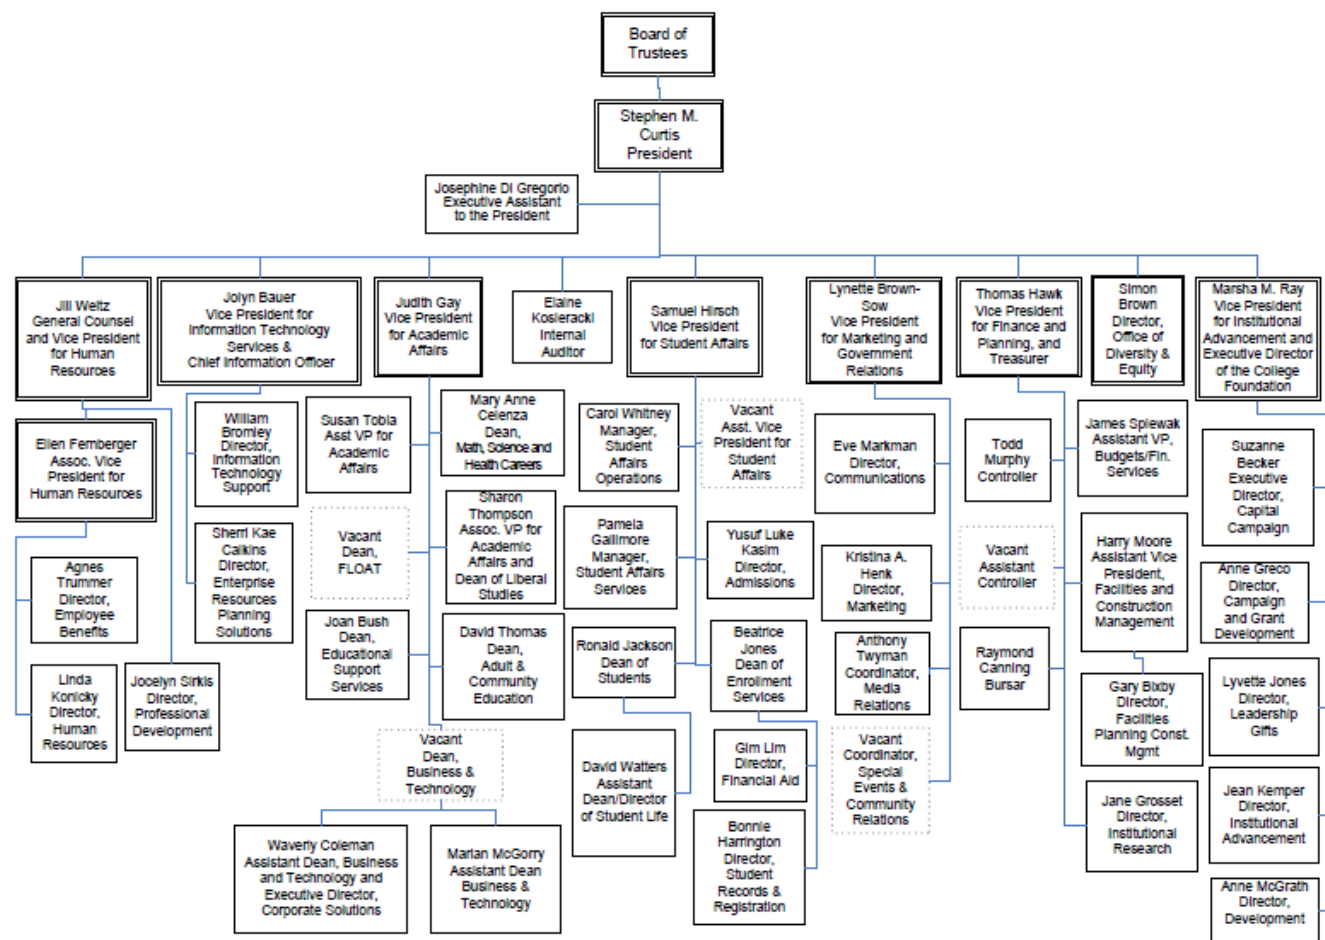 Board of
Trustees
Stephen M.
Curtis
President
Josephine Di Gregorio
Executive Assistant
to the President
Jill Weitz
General Counsel
and Vice President
for Human
Resources
Jolyn Bauer
Vice President for
Information Technology
Services &
Chief Information Officer
Judith Gay
Vice President
for Academic
Affairs
Elaine
Kosieracki
Internal
Auditor
Samuel Hirsch
Vice President
for Student Affairs
Lynette Brown-
Sow
Vice President
for Marketing and
Government
Relations
Thomas Hawk
Vice President
for Finance and
Planning, and
Treasurer
Simon
Brown
Director,
Office of
Diversity &
Equity
Marsha M. Ray
Vice President
for Institutional
Advancement and
Executive Director
of the College
Foundation
Ellen Fernberger
Assoc. Vice
President for
Human Resources
Agnes
Trummer
Director,
Employee
Benefits
Linda
Konicky
Director,
Human
Resources
Jocelyn Sirkis
Director,
Professional
Development
William
Bromley
Director,
Information
Technology
Support
Sherri Kae
Calkins
Director,
Enterprise
Resources
Planning
Solutions
Susan Tobia
Asst VP for
Academic
Affairs
Vacant
Dean,
FLOAT
Joan Bush
Dean,
Educational
Support
Services
Mary Anne
Celenza
Dean,
Math, Science and
Health Careers
Sharon
Thompson
Assoc. VP for
Academic
Affairs and
Dean of Liberal
Studies
David Thomas
Dean,
Adult &
Community
Education
Vacant
Dean,
Business &
Technology
Waverly Coleman
Assistant Dean, Business
and Technology and
Executive Director,
Corporate Solutions
Marian McGorry
Assistant Dean
Business &
Technology
Carol Whitney
Manager,
Student
Affairs
Operations
Pamela
Gallimore
Manager,
Student Affairs
Services
Ronald Jackson
Dean of
Students
David Watters
Assistant
Dean/Director
of Student Life
Vacant
Asst. Vice
President for
Student
Affairs
Yusuf Luke
Kasim
Director,
Admissions
Beatrice
Jones
Dean of
Enrollment
Services
Gim Lim
Director,
Financial Aid
Bonnie
Harrington
Director,
Student
Records &
Registration
Eve Markman
Director,
Communications
Kristina A.
Henk
Director,
Marketing
Anthony
Twyman
Coordinator,
Media
Relations
Vacant
Coordinator,
Special
Events &
Community
Relations
Todd
Murphy
Controller
Vacant
Assistant
Controller
Raymond
Canning
Bursar
James Spiewak
Assistant VP,
Budgets/Fin.
Services
Harry Moore
Assistant Vice
President,
Facilities and
Construction
Management
Gary Bixby
Director,
Facilities
Planning Const.
Mgmt
Jane Grosset
Director,
Institutional
Research
Suzanne
Becker
Executive
Director,
Capital
Campaign
Anne Greco
Director,
Campaign
and Grant
Development
Lyvette Jones
Director,
Leadership
Gifts
Jean Kemper
Director,
Institutional
Advancement
Anne McGrath
Director,
Development